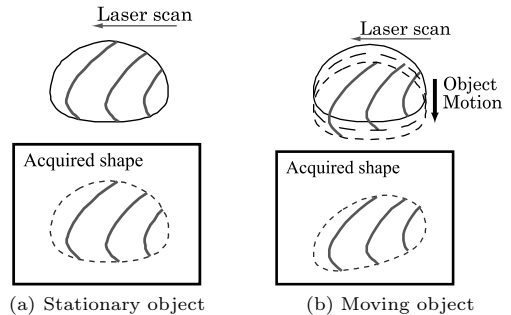 Laser scan
Acquired shape
(a) Stationary object
Laser scan
Object
Motion
Acquired shape
(b) Moving object